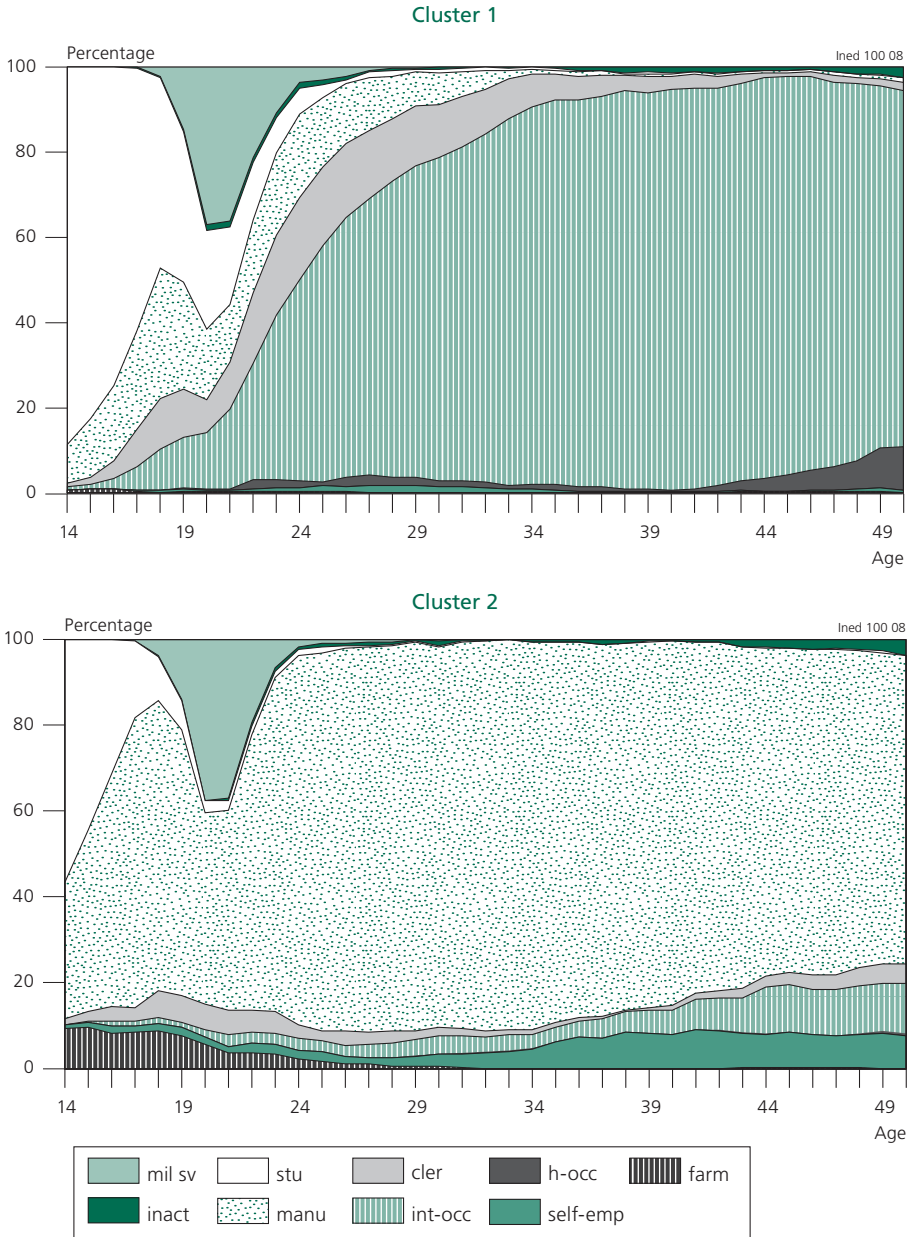 Cluster 1
Percentage
Ined 100 08
100
80
60
40
20
0
14 19 24 29 34 39 44 49
Age
Cluster 2
Percentage
Ined 100 08
100
80
60
40
20
0
14 19 24 29 34 39 44 49
Age
mil sv stu cler h-occ farm
inact manu int-occ self-emp